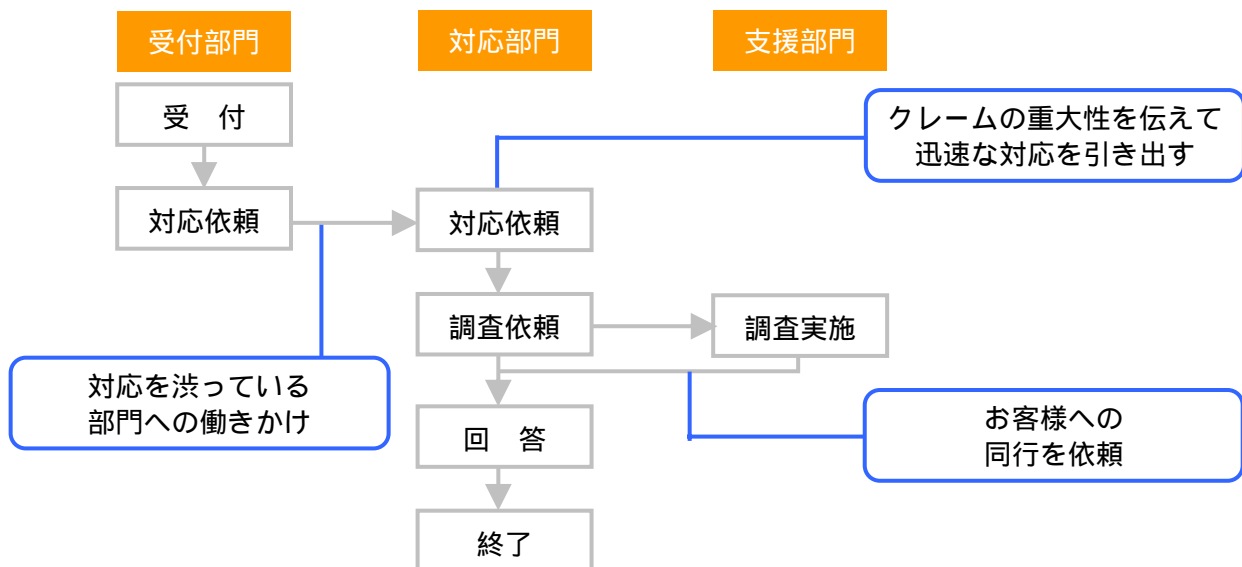 受付部門
対応部門
支援部門
受　付
クレームの重大性を伝えて
迅速な対応を引き出す
対応依頼
対応依頼
調査依頼
調査実施
対応を渋っている
部門への働きかけ
回　答
お客様への
同行を依頼
終了